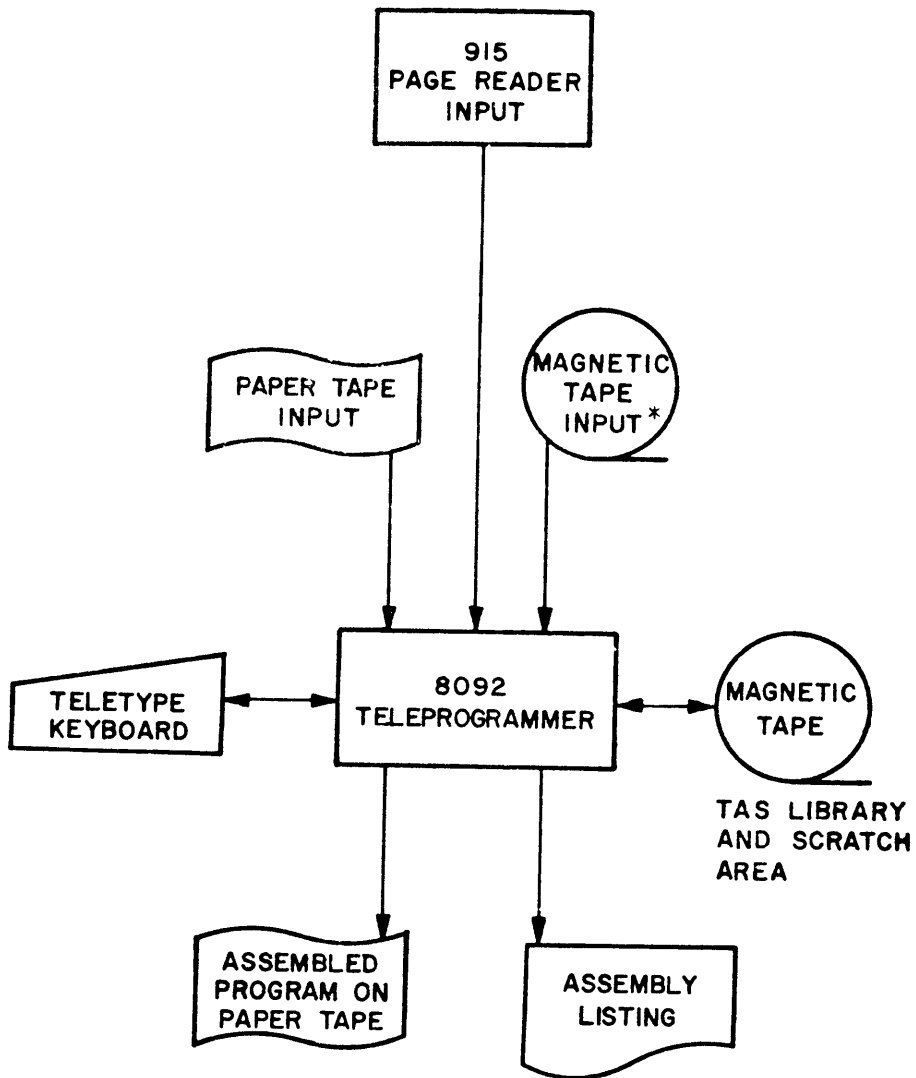 915
PAGE READER
INPUT
PAPER TAPE
INPUT
MAGNETIC
TAPE
INPUT*
TELETYPE
KEYBOARD
8092
TELEPROGRAMMER
MAGNETIC
TAPE
TAS LIBRARY
AND SCRATCH
AREA
ASSEMBLED
PROGRAM ON
PAPER TAPE
ASSEMBLY
LISTING